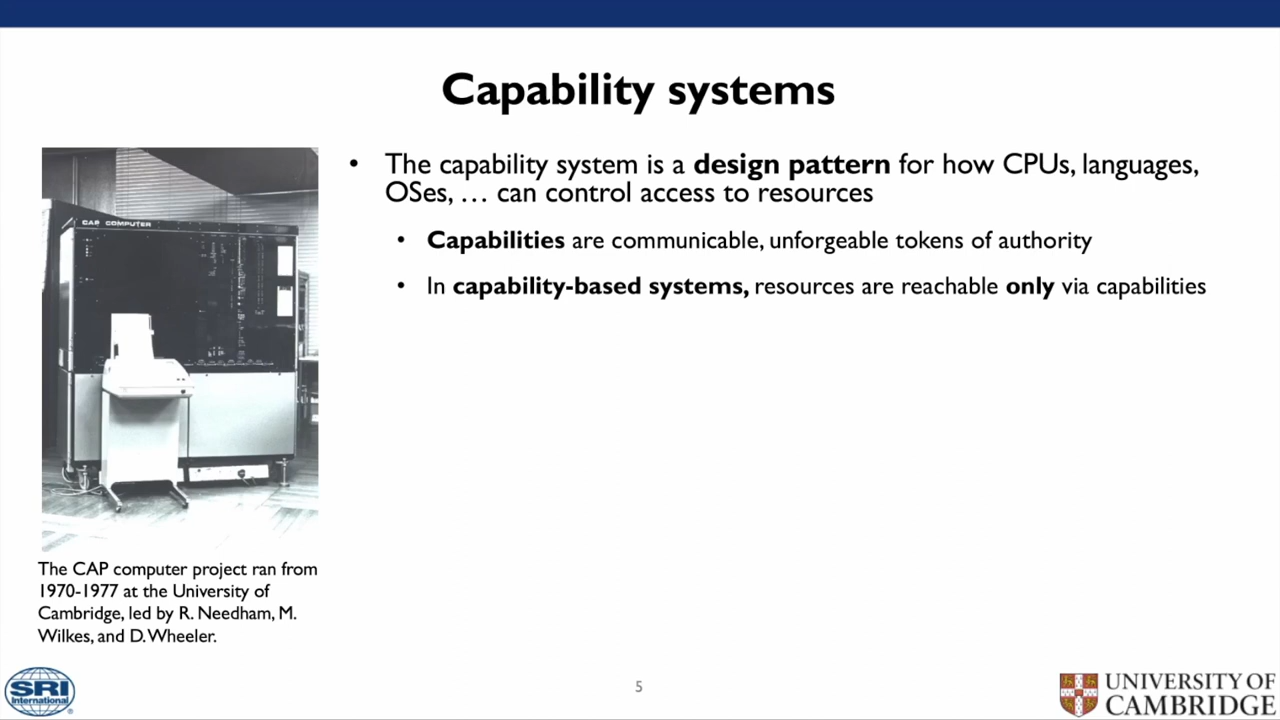 Capability systems
• The capability system is a design pattern for how CPUs, languages,
OSes, … can control access to resources
• Capabilities are communicable, unforgeable tokens of authority
• In capability-based systems, resources are reachable only via capabilities
CAP COMPUTER
The CAP computer project ran from
1970-1977 at the University of
Cambridge, led by R. Needham, M.
Wilkes, and D. Wheeler.
SRI
International®
5
UNIVERSITY OF
CAMBRIDGE